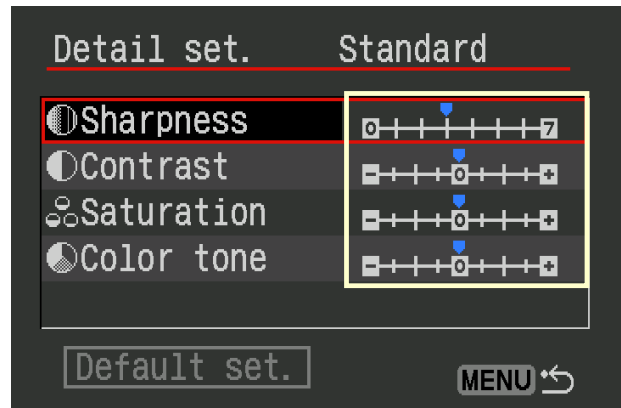 Detail set. Standard
Sharpness 0 7
Contrast - 0 +
Saturation - 0 +
Color tone - 0 +
Default set. MENU